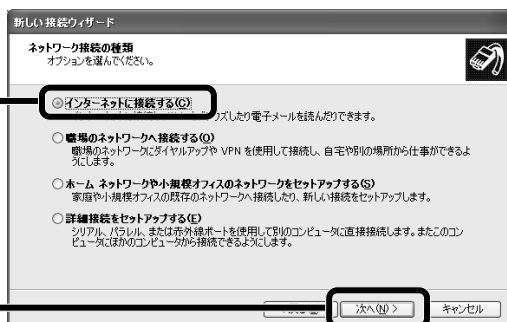 新しい接続ウィザード
ネットワーク接続の種類
オプションを選んでください。
インターネットに接続する(C)
ズしたり電子メールを読んだりできます。
職場のネットワークへ接続する(O)
職場のネットワークにダイヤルアップや VPN を使用して接続し、自宅や別の場所から仕事ができるよ
うにします。
ホーム ネットワークや小規模オフィスのネットワークをセットアップする(S)
家庭や小規模オフィスの既存のネットワークへ接続したり、新しい接続をセットアップします。
詳細接続をセットアップする(E)
シリアル、パラレル、または赤外線ポートを使用して別のコンピュータに直接接続します。またこのコン
ピュータにほかのコンピュータから接続できるようにします。
次へ(N) > キャンセル